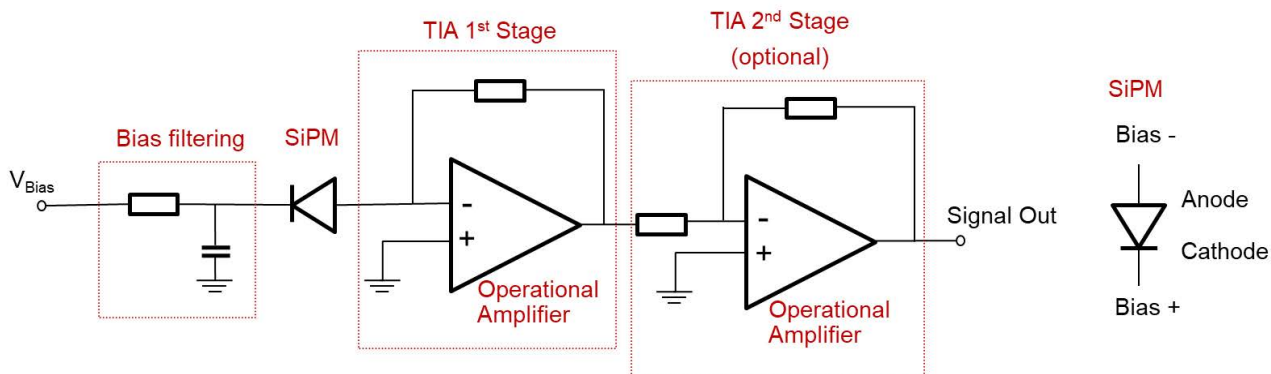 TIA 1st Stage
TIA 2nd Stage
(optional)
SiPM
Bias -
Bias filtering
SiPM
VBias
-
+
-
+
Signal Out
Anode
Cathode
Operational
Amplifier
Operational
Amplifier
Bias +